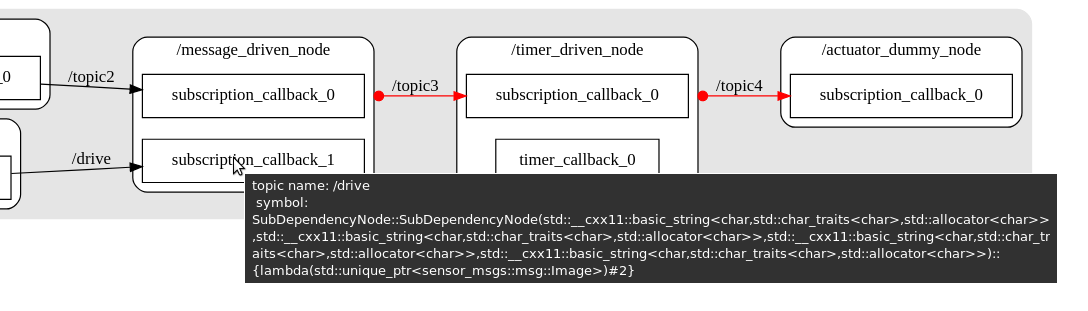 /message_driven_node
/timer_driven_node
/actuator_dummy_node
_0
/topic2
subscription_callback_0
/topic3
subscription_callback_0
/topic4
subscription_callback_0
/drive
subscription_callback_1
timer_callback_0
topic name: /drive
symbol:
SubDependencyNode::SubDependencyNode(std::__cxx11::basic_string<char,std::char_traits<char>,std::allocator<char>>
,std::__cxx11::basic_string<char,std::char_traits<char>,std::allocator<char>>,std::__cxx11::basic_string<char,std::char_tr
aits<char>,std::allocator<char>>,std::__cxx11::basic_string<char,std::char_traits<char>,std::allocator<char>>)::
{lambda(std::unique_ptr<sensor_msgs::msg::Image>)#2}